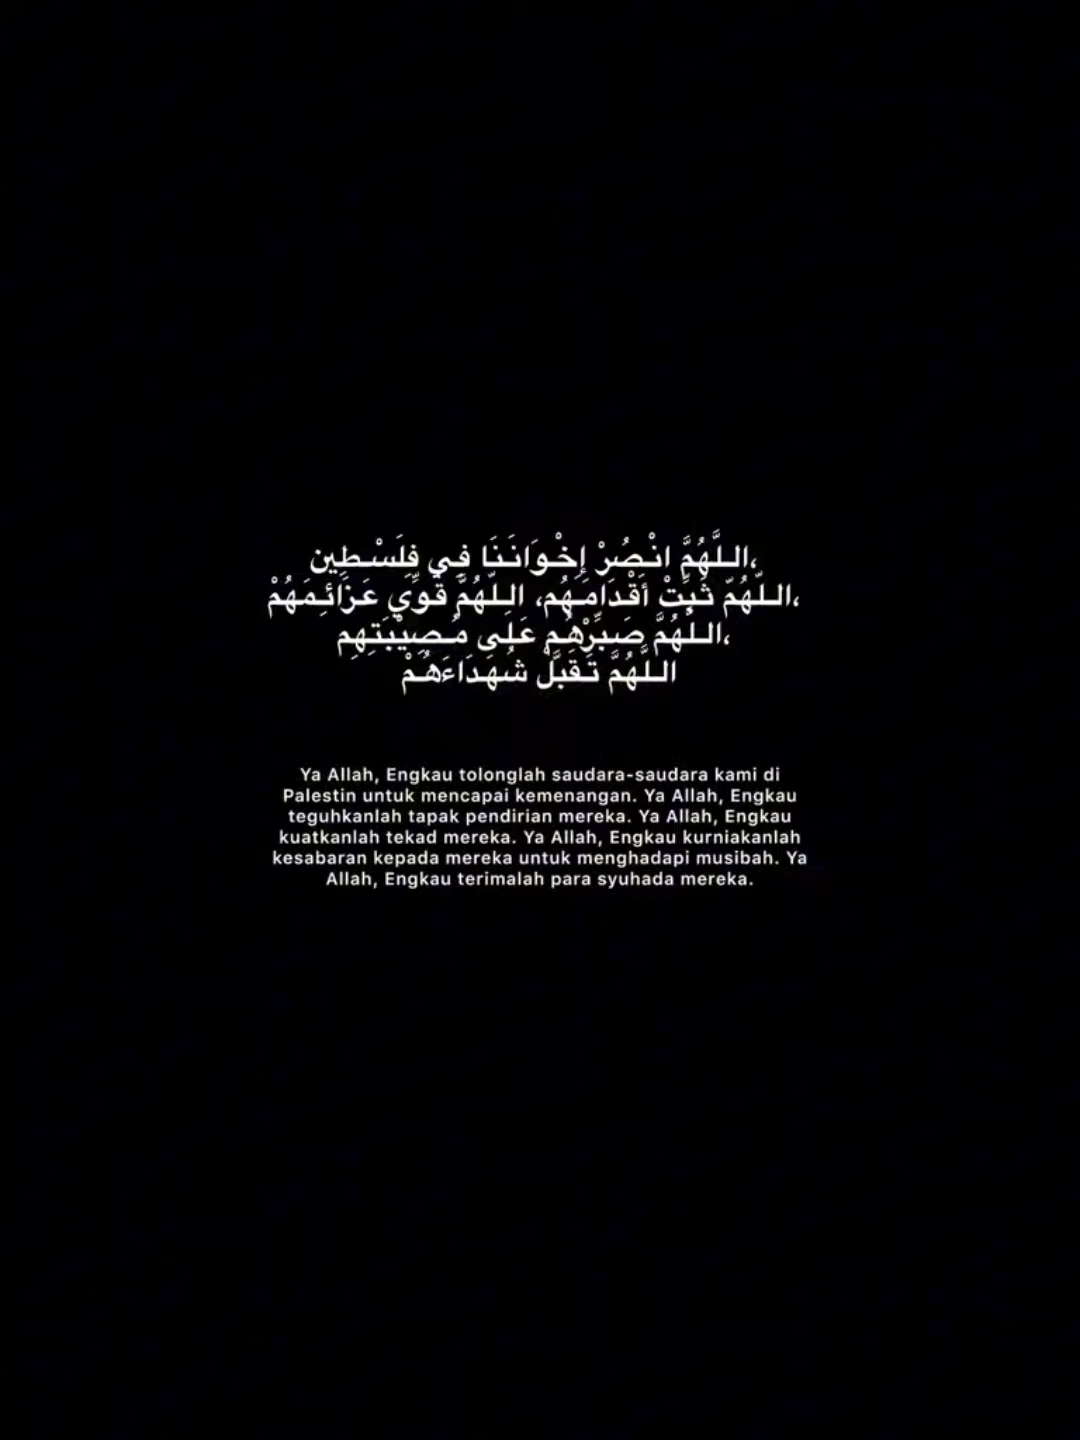 اللَّهُمَّ انْصُرْ إِخْوَانَنَا فِي فِلَسْطِين،
اللَّهُمّ ثَبِّتْ أَقْدَامَهُم، اللَّهُمَّ قَوِّي عَزَائِمَهُمْ،
اللَّهُمَّ صَبِّرْهُم عَلَى مُصِيْبَتِهِم،
اللَّهُمَّ تَقَبَّلْ شُهَدَاءَهُمْ
Ya Allah, Engkau tolonglah saudara-saudara kami di
Palestin untuk mencapai kemenangan. Ya Allah, Engkau
teguhkanlah tapak pendirian mereka. Ya Allah, Engkau
kuatkanlah tekad mereka. Ya Allah, Engkau kurniakanlah
kesabaran kepada mereka untuk menghadapi musibah. Ya
Allah, Engkau terimalah para syuhada mereka.